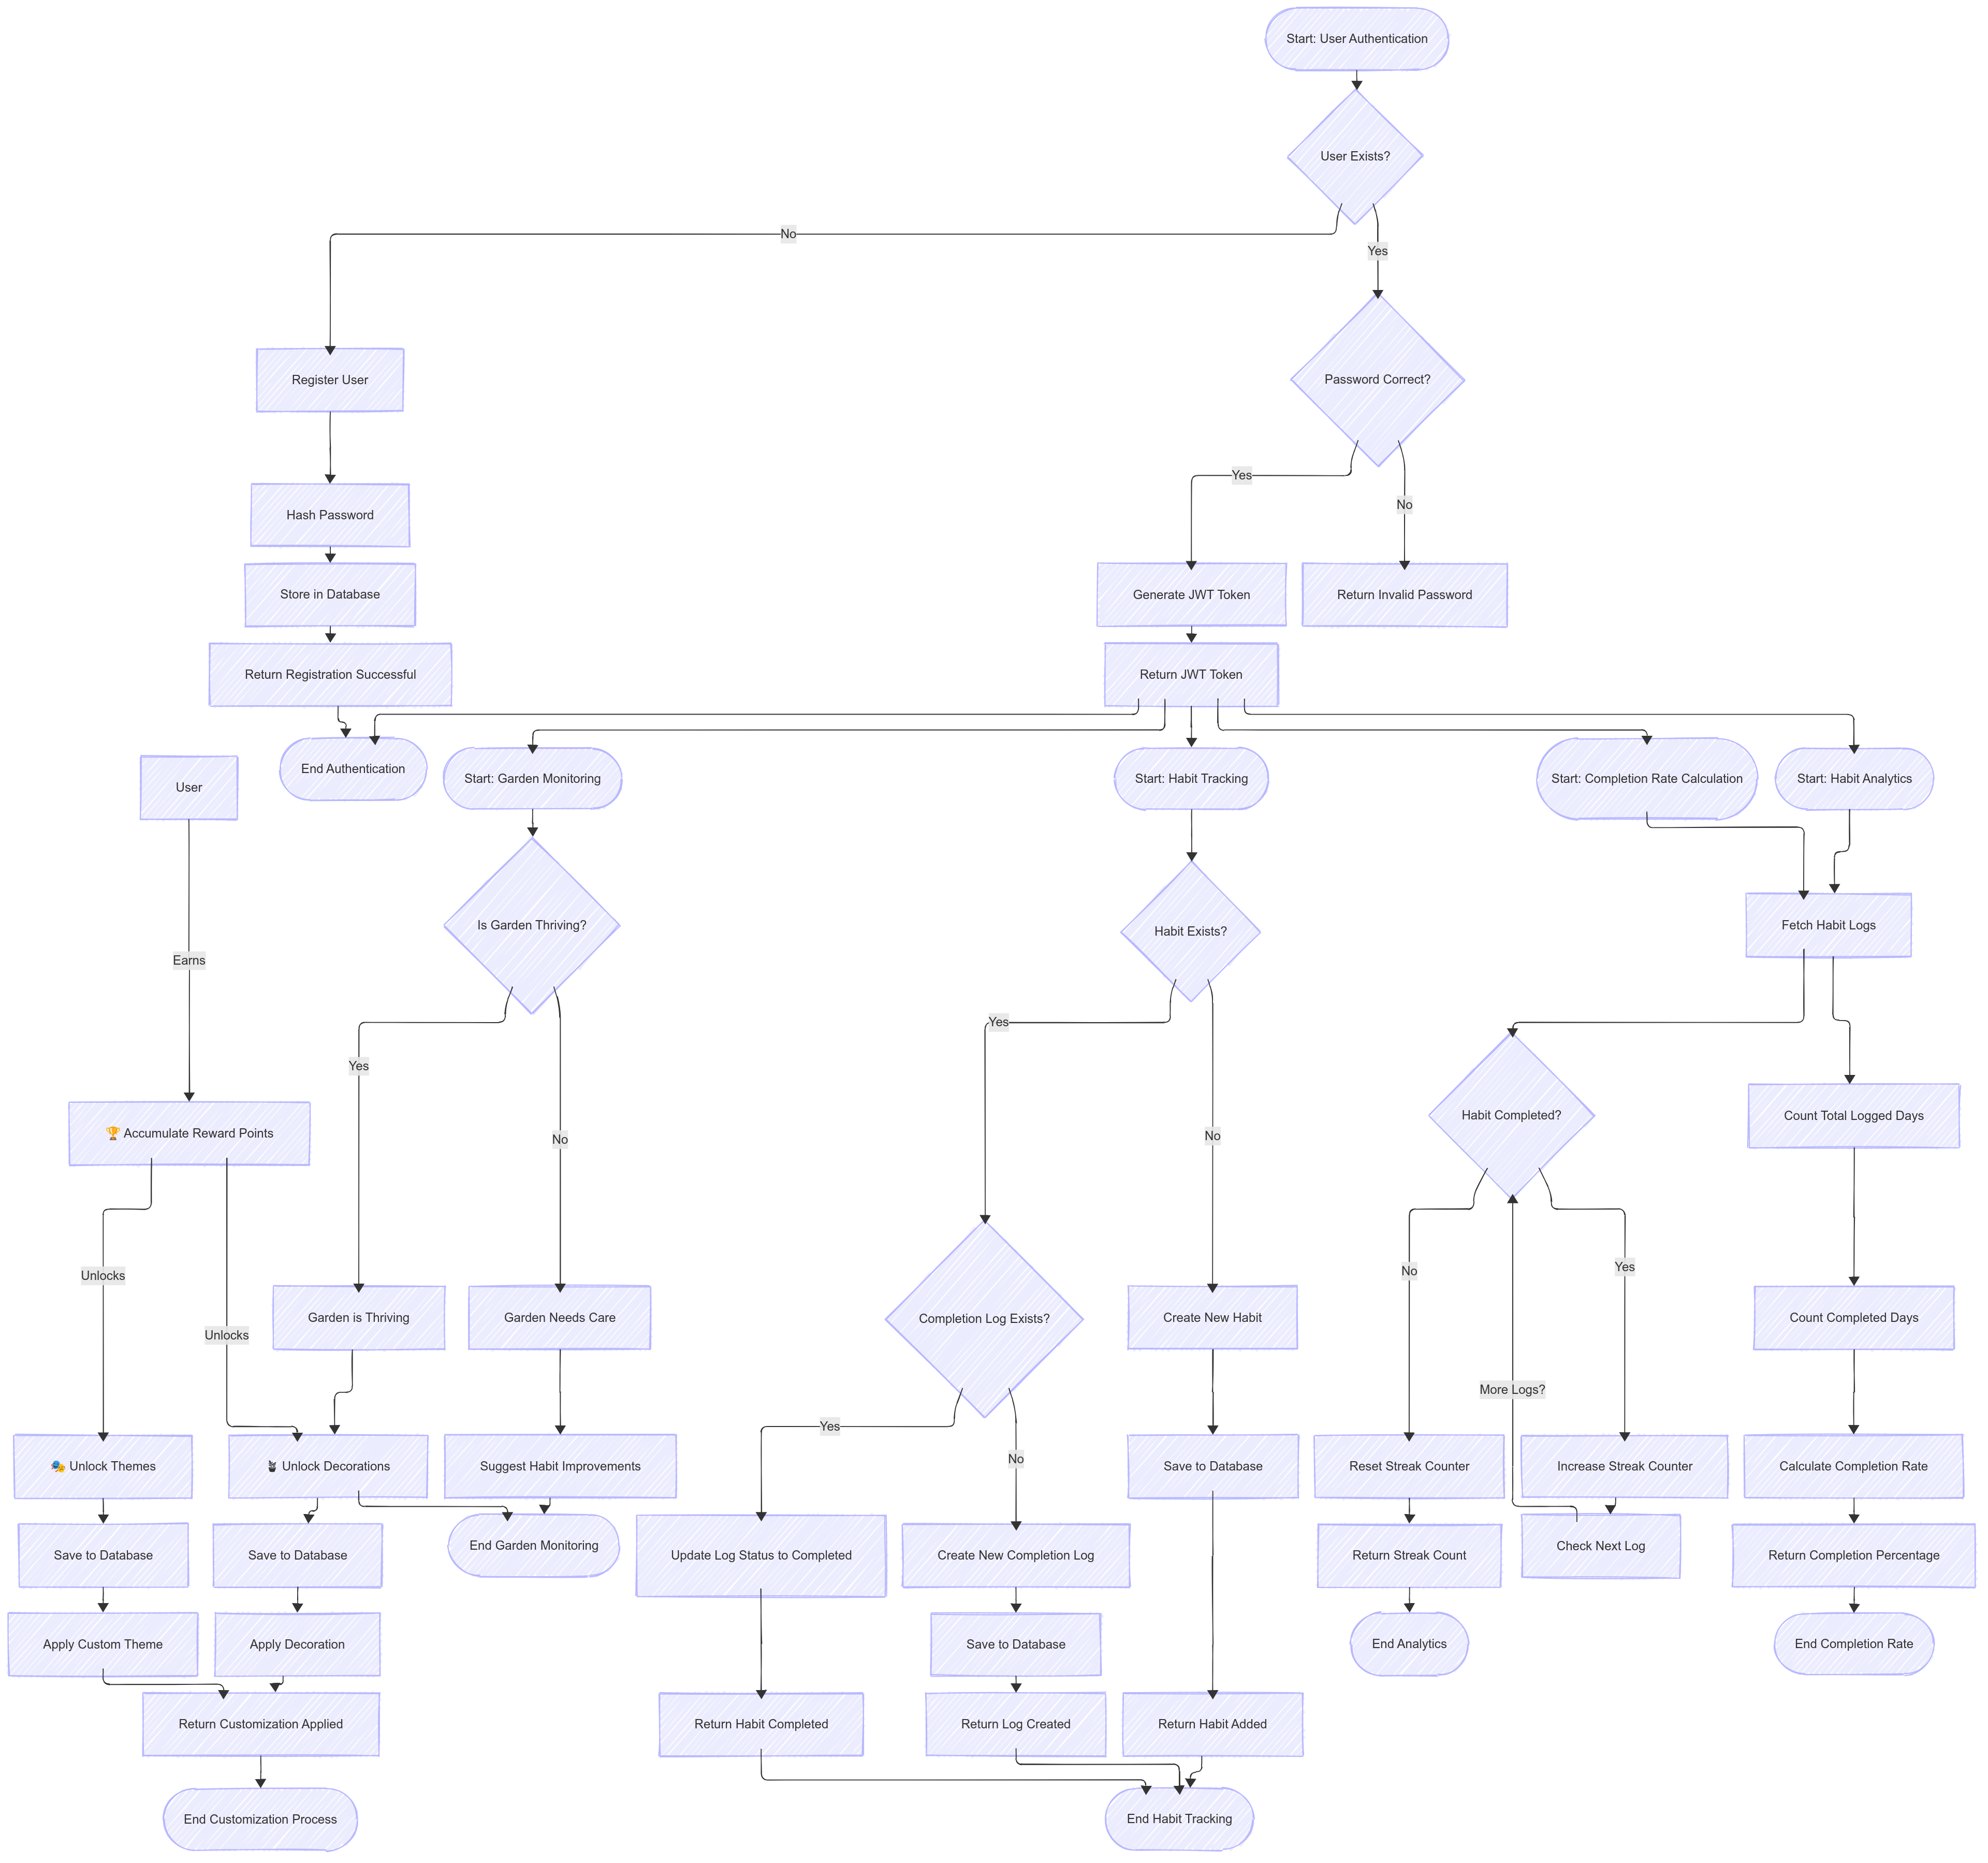 Start: User Authentication
User Exists?
No
Yes
Register User
Password Correct?
Yes
No
Hash Password
Store in Database
Generate JWT Token
Return Invalid Password
Return Registration Successful
Return JWT Token
User
End Authentication
Start: Garden Monitoring
Start: Habit Tracking
Start: Completion Rate Calculation
Start: Habit Analytics
Is Garden Thriving?
Habit Exists?
Fetch Habit Logs
Earns
Yes
Yes
No
No
🏆 Accumulate Reward Points
Habit Completed?
Count Total Logged Days
Unlocks
Unlocks
No
Yes
Garden is Thriving
Garden Needs Care
Completion Log Exists?
Create New Habit
Count Completed Days
More Logs?
Yes
No
🎭 Unlock Themes
🪴 Unlock Decorations
Suggest Habit Improvements
Save to Database
Reset Streak Counter
Increase Streak Counter
Calculate Completion Rate
Save to Database
Save to Database
End Garden Monitoring
Update Log Status to Completed
Create New Completion Log
Return Streak Count
Check Next Log
Return Completion Percentage
Apply Custom Theme
Apply Decoration
Save to Database
End Analytics
End Completion Rate
Return Customization Applied
Return Habit Completed
Return Log Created
Return Habit Added
End Customization Process
End Habit Tracking